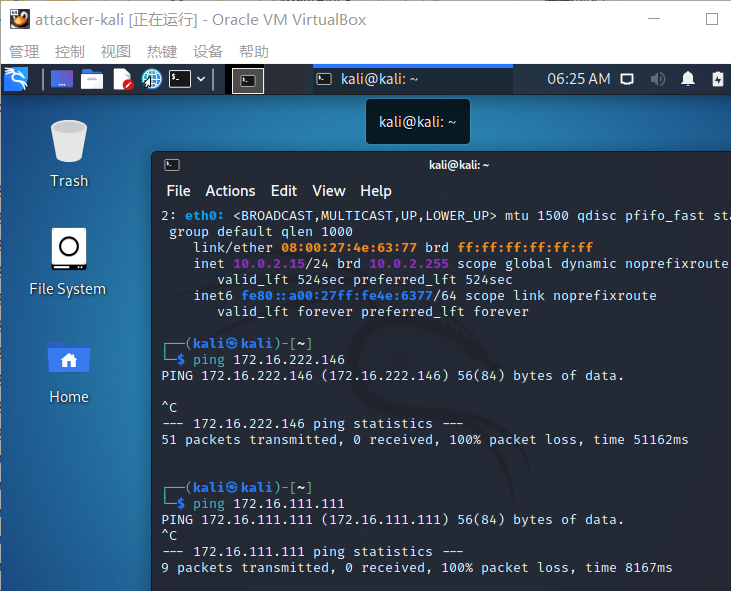 attacker-kali [正在运行] - Oracle VM VirtualBox
管理 控制 视图 热键 设备 帮助
kali@kali: ~ 06:25 AM
kali@kali: ~
kali@kali: ~
Trash
File System
Home
File Actions Edit View Help
2: eth0: <BROADCAST,MULTICAST,UP,LOWER_UP> mtu 1500 qdisc pfifo_fast sta
group default qlen 1000
link/ether 08:00:27:4e:63:77 brd ff:ff:ff:ff:ff:ff
inet 10.0.2.15/24 brd 10.0.2.255 scope global dynamic noprefixroute
valid_lft 524sec preferred_lft 524sec
inet6 fe80::a00:27ff:fe4e:6377/64 scope link noprefixroute
valid_lft forever preferred_lft forever
┌──(kali㉿kali)-[~]
└─$ ping 172.16.222.146
PING 172.16.222.146 (172.16.222.146) 56(84) bytes of data.
^C
--- 172.16.222.146 ping statistics ---
51 packets transmitted, 0 received, 100% packet loss, time 51162ms
┌──(kali㉿kali)-[~]
└─$ ping 172.16.111.111
PING 172.16.111.111 (172.16.111.111) 56(84) bytes of data.
^C
--- 172.16.111.111 ping statistics ---
9 packets transmitted, 0 received, 100% packet loss, time 8167ms